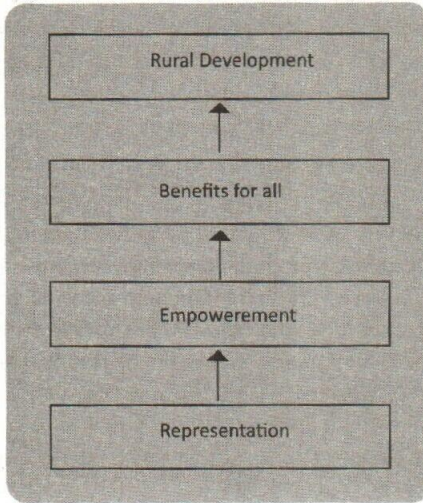 Rural Development
Benefits for all
Empowerement
Representation